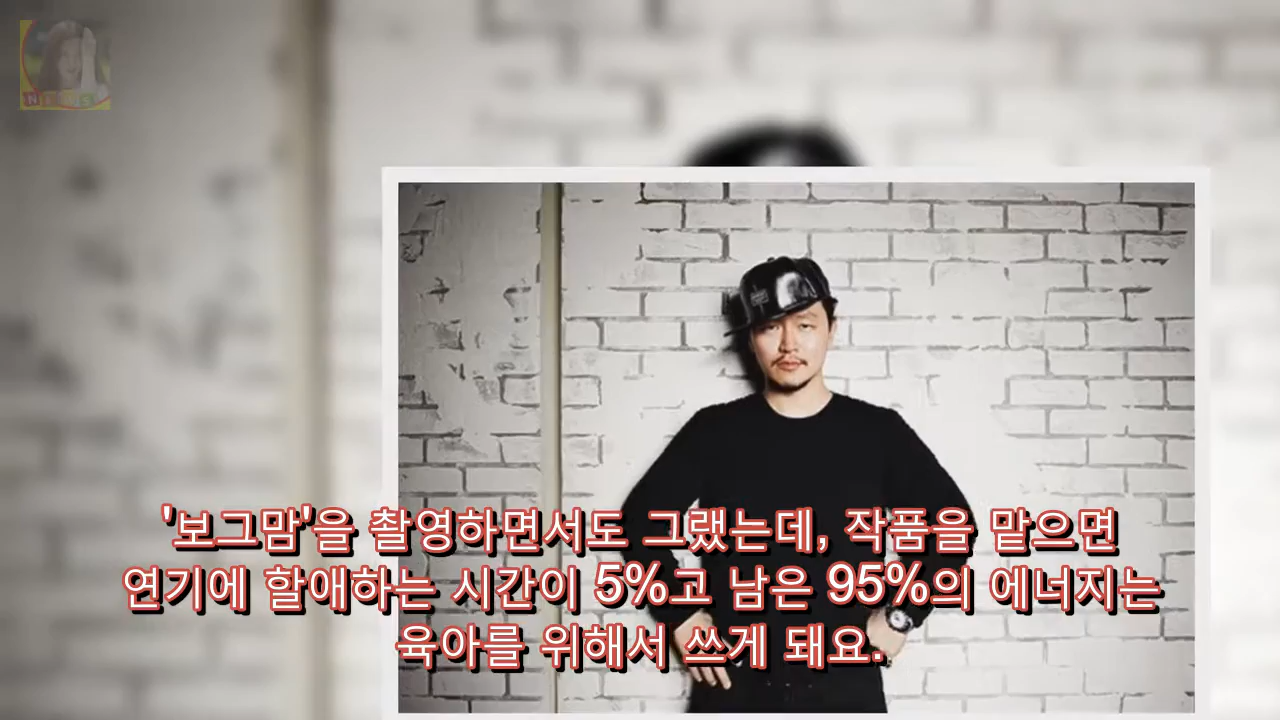 NEWS
'보그맘'을 촬영하면서도 그랬는데, 작품을 맡으면
연기에 할애하는 시간이 5%고 남은 95%의 에너지는
육아를 위해서 쓰게 돼요.